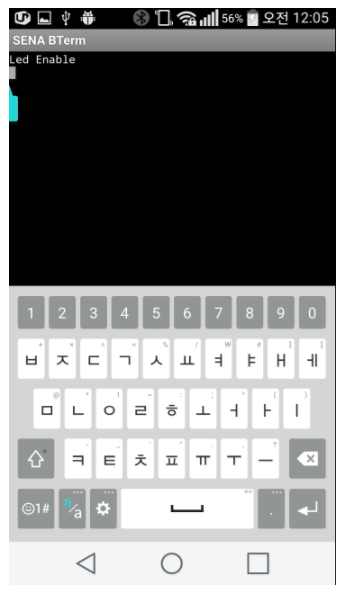 56% 오전 12:05
SENA BTerm
Led Enable
1 2 3 4 5 6 7 8 9 0
ㅂ ㅈ ㄷ ㄱ ㅅ ㅛ ㅕ ㅑ ㅐ ㅔ
ㅁ ㄴ ㅇ ㄹ ㅎ ㅗ ㅓ ㅏ ㅣ
ㅋ ㅌ ㅊ ㅍ ㅠ ㅜ ㅡ
☺1# 가/a .